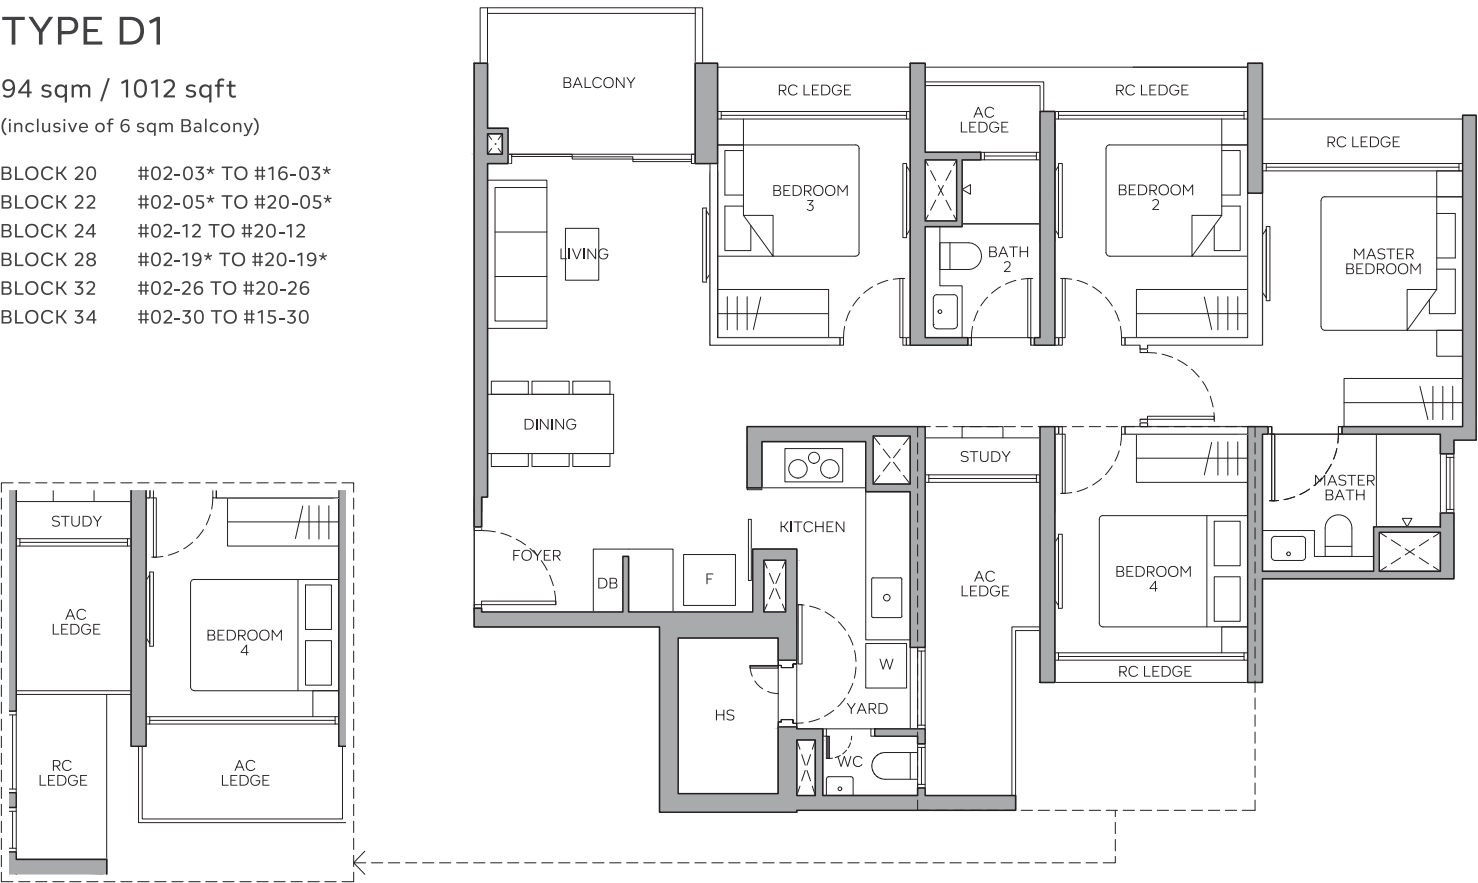 TYPE D1
94 sqm / 1012 sqft
(inclusive of 6 sqm Balcony)
BLOCK 20 #02-03* TO #16-03*
BLOCK 22 #02-05* TO #20-05*
BLOCK 24 #02-12 TO #20-12
BLOCK 28 #02-19* TO #20-19*
BLOCK 32 #02-26 TO #20-26
BLOCK 34 #02-30 TO #15-30
BALCONY
RC LEDGE
AC
LEDGE
RC LEDGE
RC LEDGE
BEDROOM
3
BEDROOM
2
LIVING
BATH
2
MASTER
BEDROOM
DINING
STUDY
MASTER
BATH
KITCHEN
FOYER
DB
F
AC
LEDGE
BEDROOM
4
W
RC LEDGE
YARD
HS
WC
STUDY
AC
LEDGE
BEDROOM
4
RC
LEDGE
AC
LEDGE